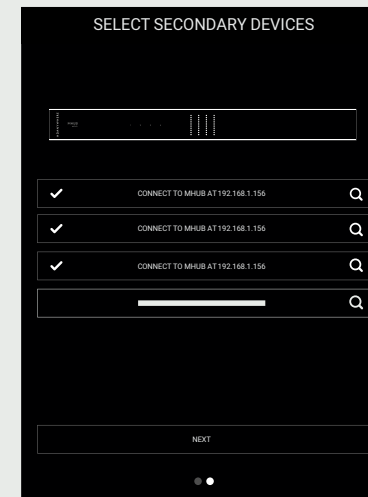 SELECT SECONDARY DEVICES
CONNECT TO MHUB AT 192.168.1.156
CONNECT TO MHUB AT 192.168.1.156
CONNECT TO MHUB AT 192.168.1.156
NEXT